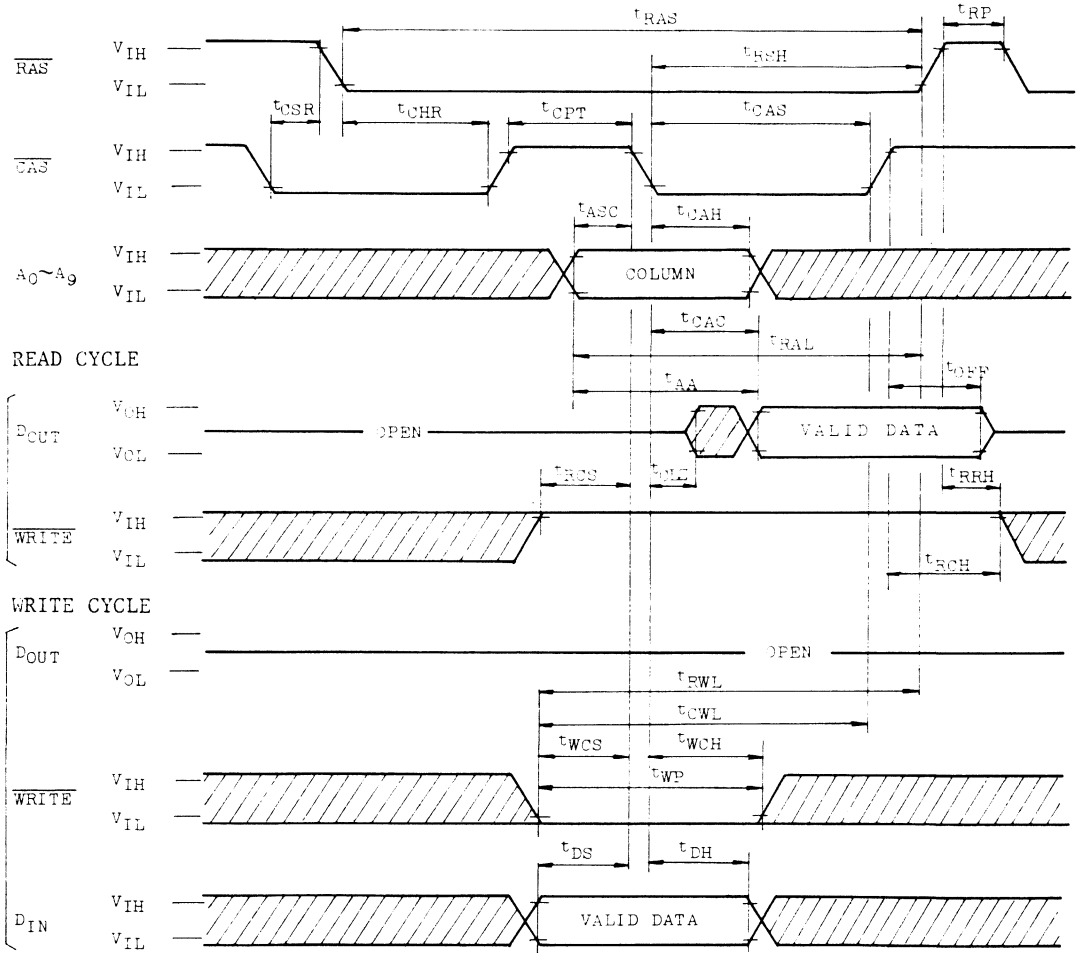 tRAS tRP
VIH
RAS tRSH
VIL
tCSR tCHR tCPT tCAS
VIH
CAS
VIL
tASC tCAH
VIH
A0~A9 COLUMN
VIL
tCAC
tRAL
READ CYCLE
tAA tOFF
VOH
DOUT OPEN VALID DATA
VOL
tRCS tCLZ tRRH
VIH
WRITE
VIL
tRCH
WRITE CYCLE
VOH
DOUT OPEN
VOL
tRWL
tCWL
tWCS tWCH
VIH tWP
WRITE
VIL
tDS tDH
VIH
DIN VALID DATA
VIL